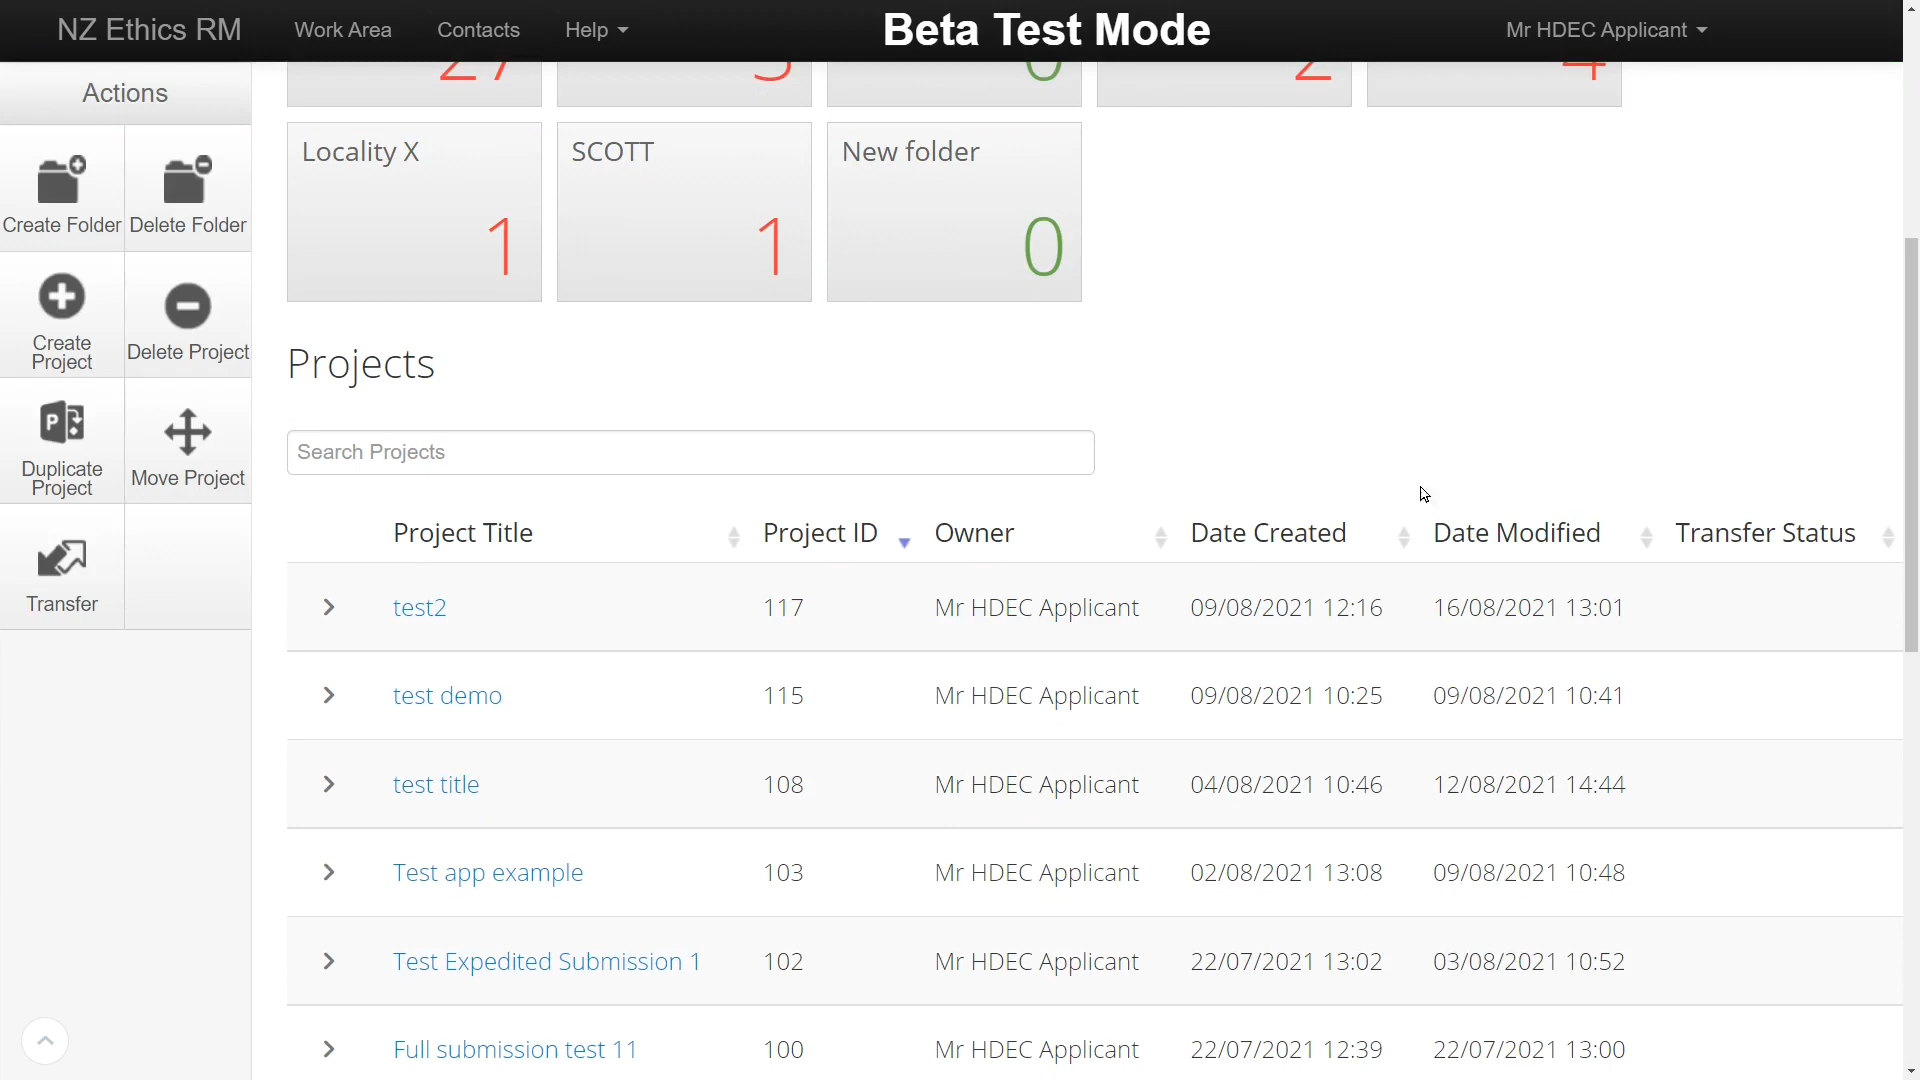 NZ Ethics RM Work Area Contacts Help Beta Test Mode Mr HDEC Applicant
Actions
Create Folder Delete Folder
Create Project Delete Project
Duplicate Project Move Project
Transfer
Locality X SCOTT New folder
1 1 0
Projects
Search Projects
Project Title Project ID Owner Date Created Date Modified Transfer Status
test2 117 Mr HDEC Applicant 09/08/2021 12:16 16/08/2021 13:01
test demo 115 Mr HDEC Applicant 09/08/2021 10:25 09/08/2021 10:41
test title 108 Mr HDEC Applicant 04/08/2021 10:46 12/08/2021 14:44
Test app example 103 Mr HDEC Applicant 02/08/2021 13:08 09/08/2021 10:48
Test Expedited Submission 1 102 Mr HDEC Applicant 22/07/2021 13:02 03/08/2021 10:52
Full submission test 11 100 Mr HDEC Applicant 22/07/2021 12:39 22/07/2021 13:00